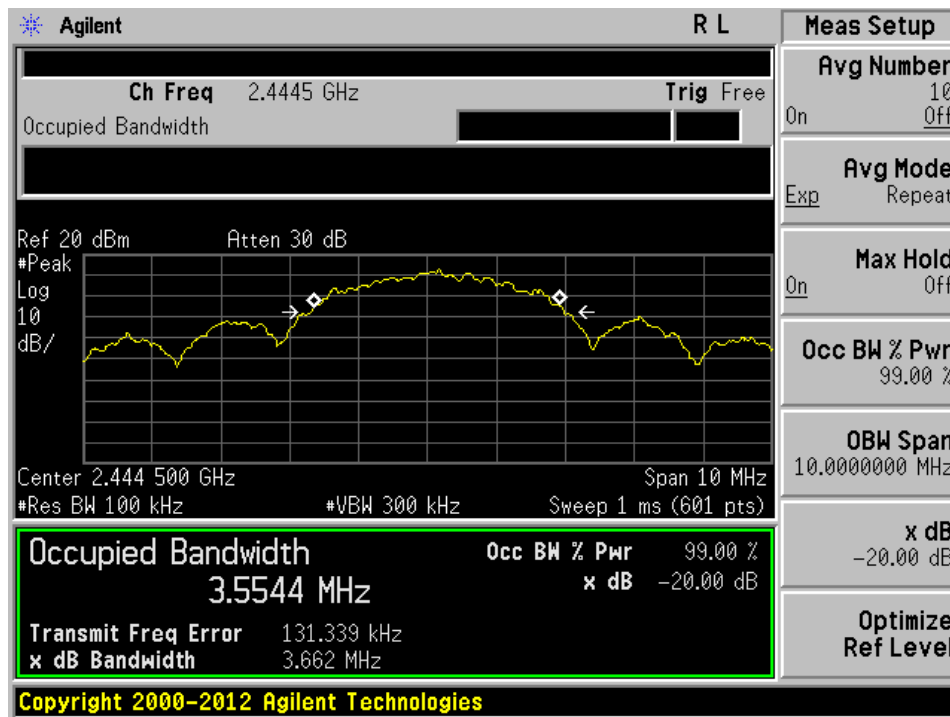 Agilent
R L
Ch Freq 2.4445 GHz
Trig Free
Occupied Bandwidth
Ref 20 dBm
Atten 30 dB
#Peak
Log
10
dB/
Center 2.444 500 GHz
Span 10 MHz
#Res BW 100 kHz
#VBW 300 kHz
Sweep 1 ms (601 pts)
Occupied Bandwidth
3.5544 MHz
Occ BW % Pwr 99.00 %
x dB -20.00 dB
Transmit Freq Error 131.339 kHz
x dB Bandwidth 3.662 MHz
Copyright 2000-2012 Agilent Technologies
Meas Setup
Avg Number
10
On Off
Avg Mode
Exp Repeat
Max Hold
On Off
Occ BW % Pwr
99.00 %
OBW Span
10.0000000 MHz
x dB
-20.00 dB
Optimize
Ref Level